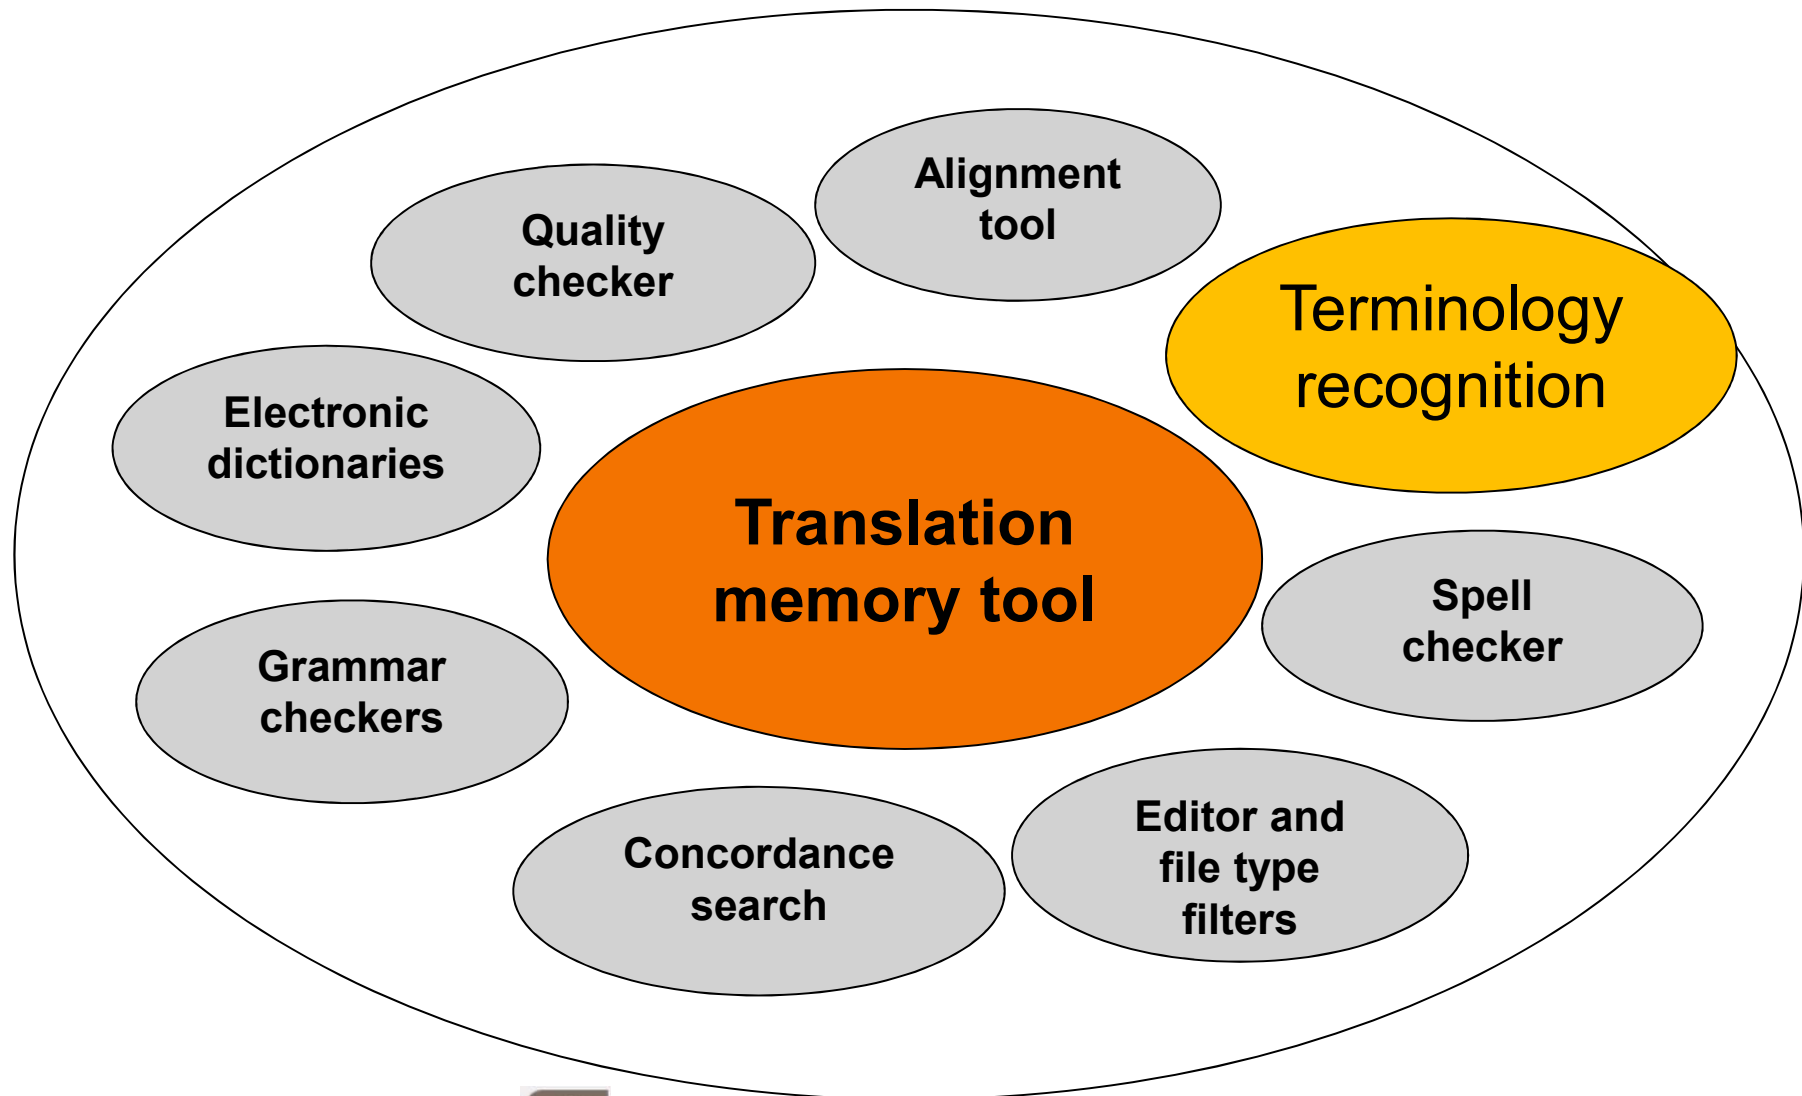 Alignment
tool
Quality
checker
Terminology
recognition
Electronic
dictionaries
Translation
memory tool
Spell
checker
Grammar
checkers
Editor and
file type
filters
Concordance
search